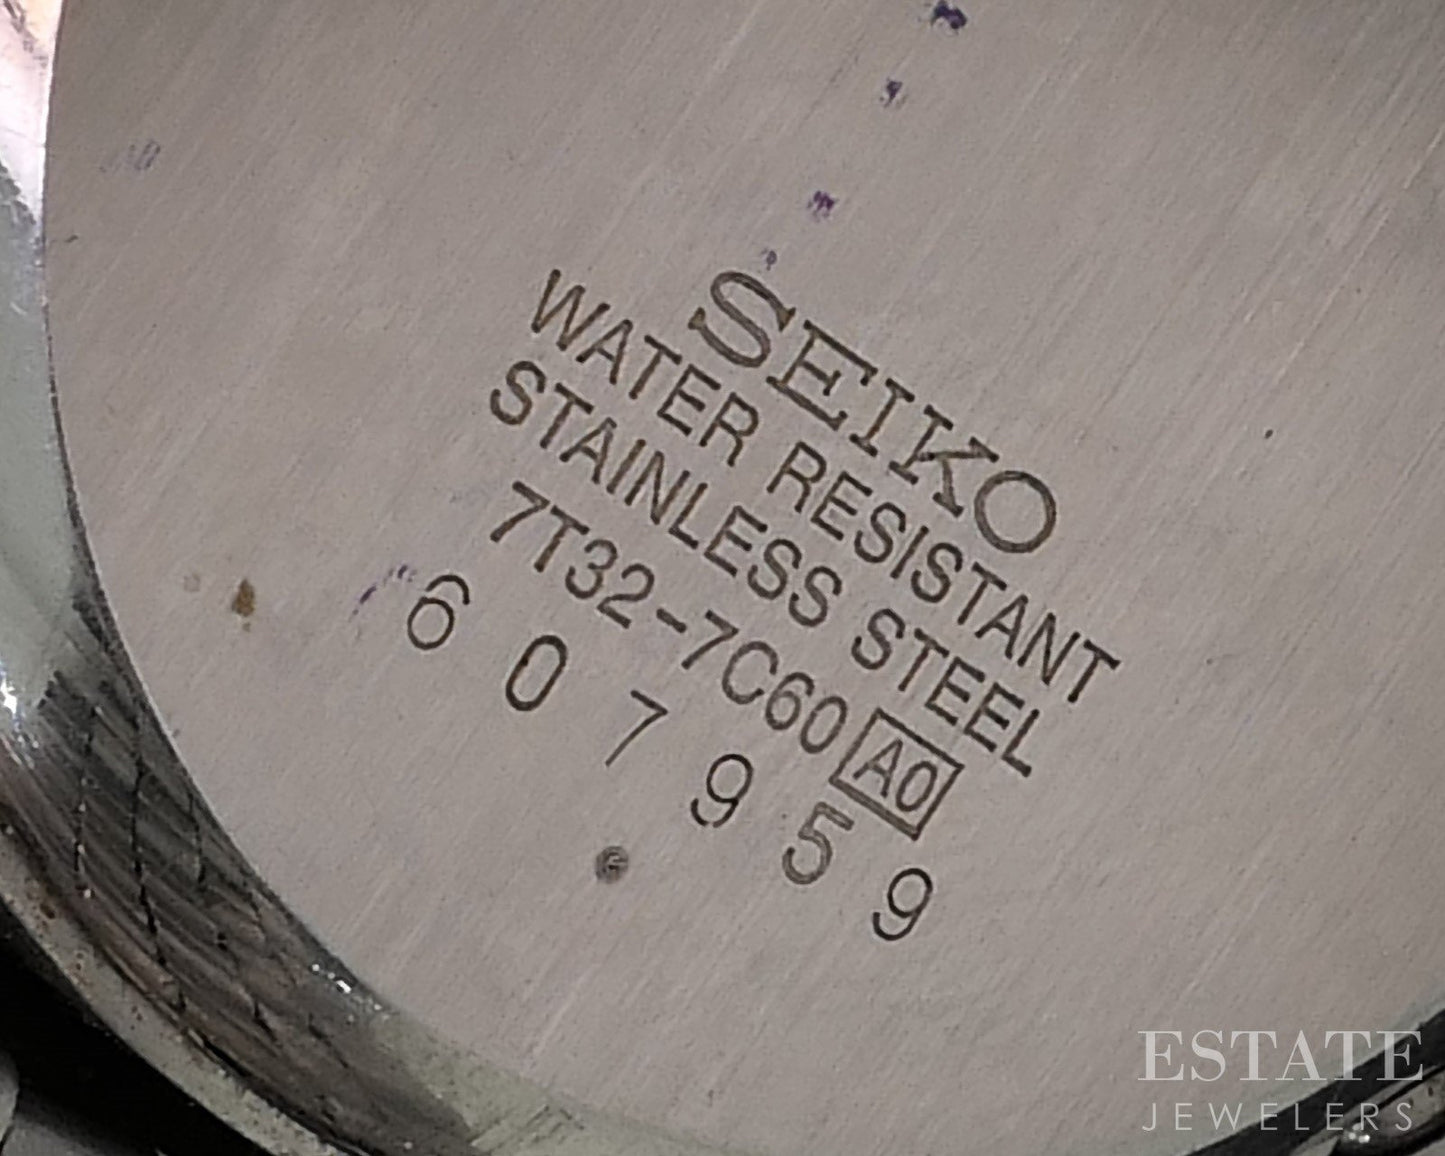 SEIKO
WATER RESISTANT
STAINLESS STEEL
7T32-7C60 A0
607959
ESTATE
JEWELERS